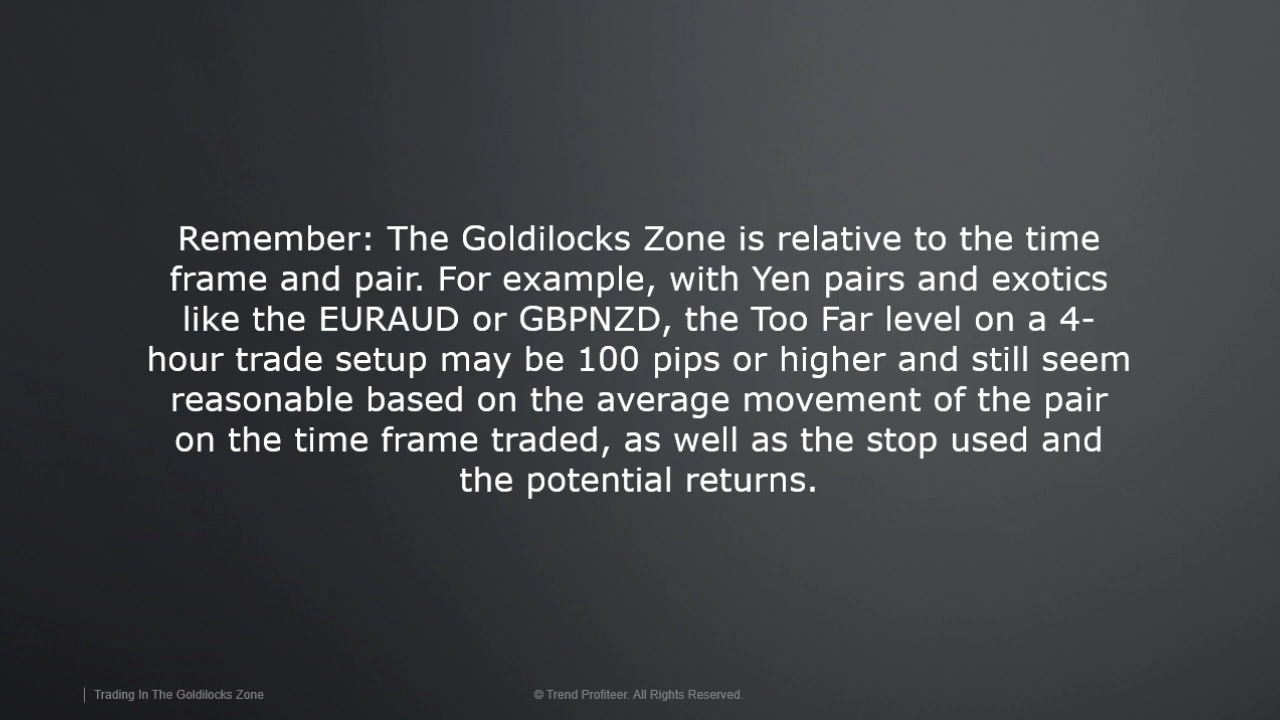 Remember: The Goldilocks Zone is relative to the time
frame and pair. For example, with Yen pairs and exotics
like the EURAUD or GBPNZD, the Too Far level on a 4-
hour trade setup may be 100 pips or higher and still seem
reasonable based on the average movement of the pair
on the time frame traded, as well as the stop used and
the potential returns.
Trading In The Goldilocks Zone
© Trend Profiteer. All Rights Reserved.